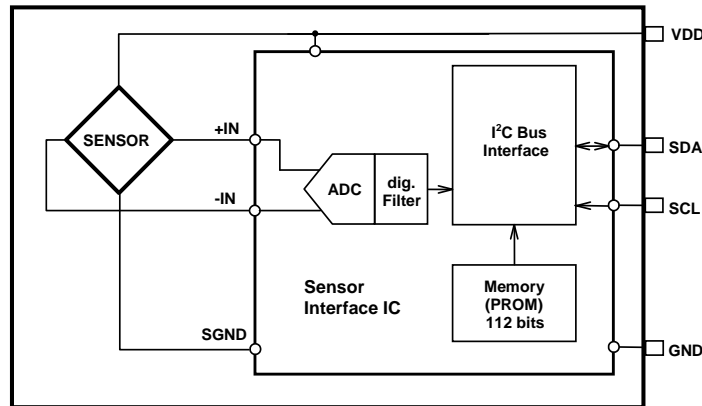 VDD
SENSOR
+IN
I²C Bus
Interface
SDA
ADC
dig.
Filter
-IN
SCL
Sensor
Interface IC
Memory
(PROM)
112 bits
SGND
GND